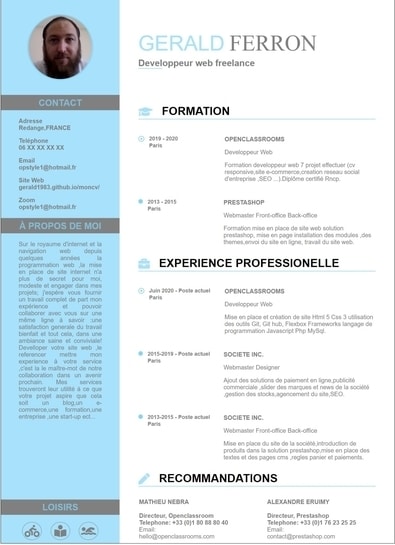 GERALD FERRON
Developpeur web freelance
CONTACT
Adresse
Redange,FRANCE
Teléphone
06 XX XX XX XX
Email
opstyle1@hotmail.fr
Site Web
gerald1983.github.io/moncv/
Zoom
opstyle1@hotmail.fr
À PROPOS DE MOI
Sur le royaume d'internet et la
navigation web depuis
quelques années la
programmation web ,la mise
en place de site internet n'a
plus de secret pour moi,
modeste et engager dans mes
projets; j'espère vous fournir
un travail complet de part mon
expérience et pouvoir
collaborer avec vous sur une
même ligne à savoir une
satisfaction generale du travail
bienfait et tout cela, dans une
ambiance saine et conviviale!
Developer votre site web ,le
referencer mettre mon
experience à votre servics
,c'est la le maître-mot de notre
collaboration dans un avenir
prochain. Mes services
trouveront leur utilité à ce que
votre projet aspire que cela
soit un blog,un e-
commerce,une formation,une
entreprise ,une start-up ect...
LOISIRS
FORMATION
2019 - 2020
Paris
OPENCLASSROOMS
Developpeur Web
Formation developpeur web 7 projet effectuer (cv
responsive,site e-commerce,creation reseau social
d'entreprise ,SEO ...).Diplôme certifié Rncp.
2013 - 2015
Paris
PRESTASHOP
Webmaster Front-office Back-office
Formation mise en place de site web solution
prestashop, mise en page installation des modules ,des
themes,envoi du site en ligne, travail du site web.
EXPERIENCE PROFESSIONELLE
Juin 2020 - Poste actuel
Paris
OPENCLASSROOMS
Developpeur Web
Mise en place et création de site Html 5 Css 3 utilisation
des outils Git, Git hub, Flexbox Frameworks langage de
programmation Javascript Php MySql.
2015-2019 - Poste actuel
Paris
SOCIETE INC.
Webmaster Designer
Ajout des solutions de paiement en ligne,publicité
commerciale ,slider des marques et news de la société
,gestion des stocks,agencement du site,SEO.
2013-2015 - Poste actuel
Paris
SOCIETE INC.
Webmaster Front-office Back-office
Mise en place du site de la société,introduction de
produits dans la solution prestashop,mise en place des
textes et des pages cms ,regles panier et paiements.
RECOMMANDATIONS
MATHIEU NEBRA
Directeur, Openclassroom
Telephone: +33 (0)1 80 88 80 40
Email:
hello@openclassrooms.com
ALEXANDRE ERUIMY
Directeur, Prestashop
Telephone: +33 (0)1 76 23 25 25
Email:
contact@prestashop.com